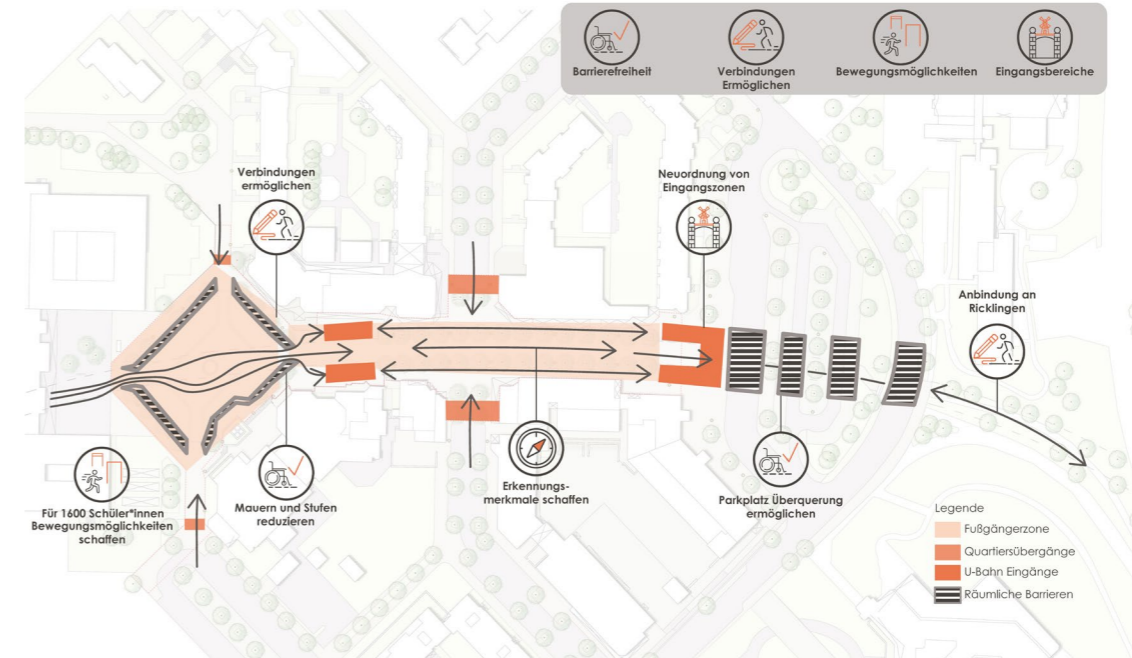 Barrierefreiheit
Verbindungen
Ermöglichen
Bewegungsmöglichkeiten
Eingangsbereiche
Verbindungen
ermöglichen
Neuordnung von
Eingangszonen
Anbindung an
Ricklingen
Für 1600 Schüler*innen
Bewegungsmöglichkeiten
schaffen
Mauern und Stufen
reduzieren
Erkennungs-
merkmale schaffen
Parkplatz Überquerung
ermöglichen
Legende
Fußgängerzone
Quartiersübergänge
U-Bahn Eingänge
Räumliche Barrieren